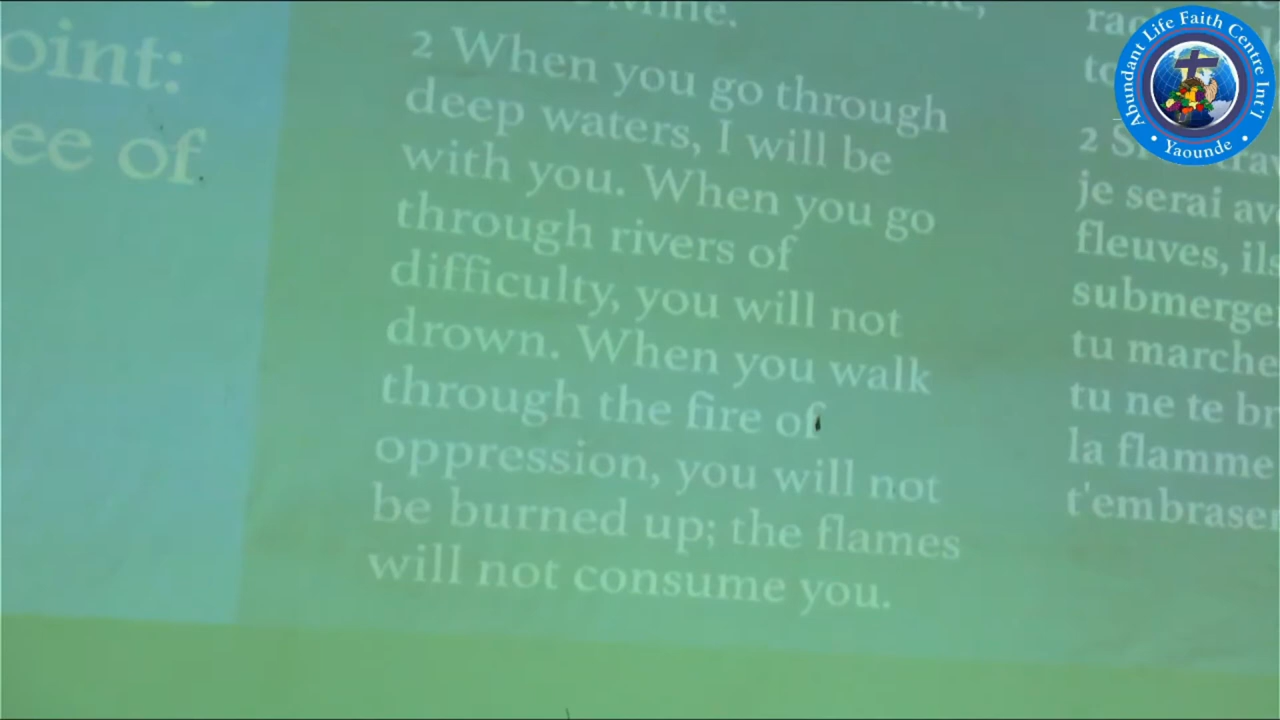 oint:
ee of
Mine.
2 When you go through
deep waters, I will be
with you. When you go
through rivers of
difficulty, you will not
drown. When you walk
through the fire of
oppression, you will not
be burned up; the flames
will not consume you.
je serai av
fleuves, ils
submerge
tu marche
tu ne te br
la flamme
t'embraser
Abundant Life Faith Centre Int'l
• Yaounde •